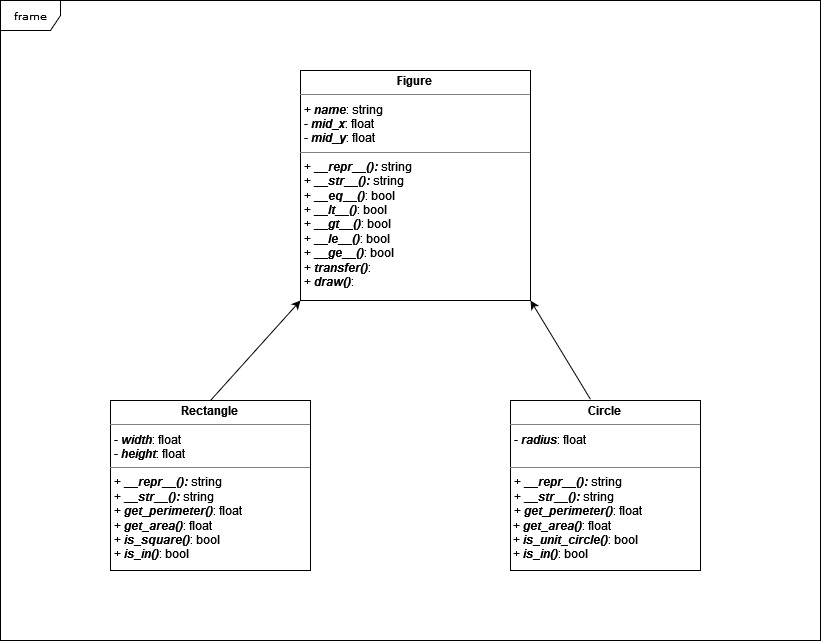 frame
Figure
+ name: string
- mid_x: float
- mid_y: float
+ __repr__(): string
+ __str__(): string
+ __eq__(): bool
+ __lt__(): bool
+ __gt__(): bool
+ __le__(): bool
+ __ge__(): bool
+ transfer():
+ draw():
Rectangle
- width: float
- height: float
+ __repr__(): string
+ __str__(): string
+ get_perimeter(): float
+ get_area(): float
+ is_square(): bool
+ is_in(): bool
Circle
- radius: float
+ __repr__(): string
+ __str__(): string
+ get_perimeter(): float
+ get_area(): float
+ is_unit_circle(): bool
+ is_in(): bool